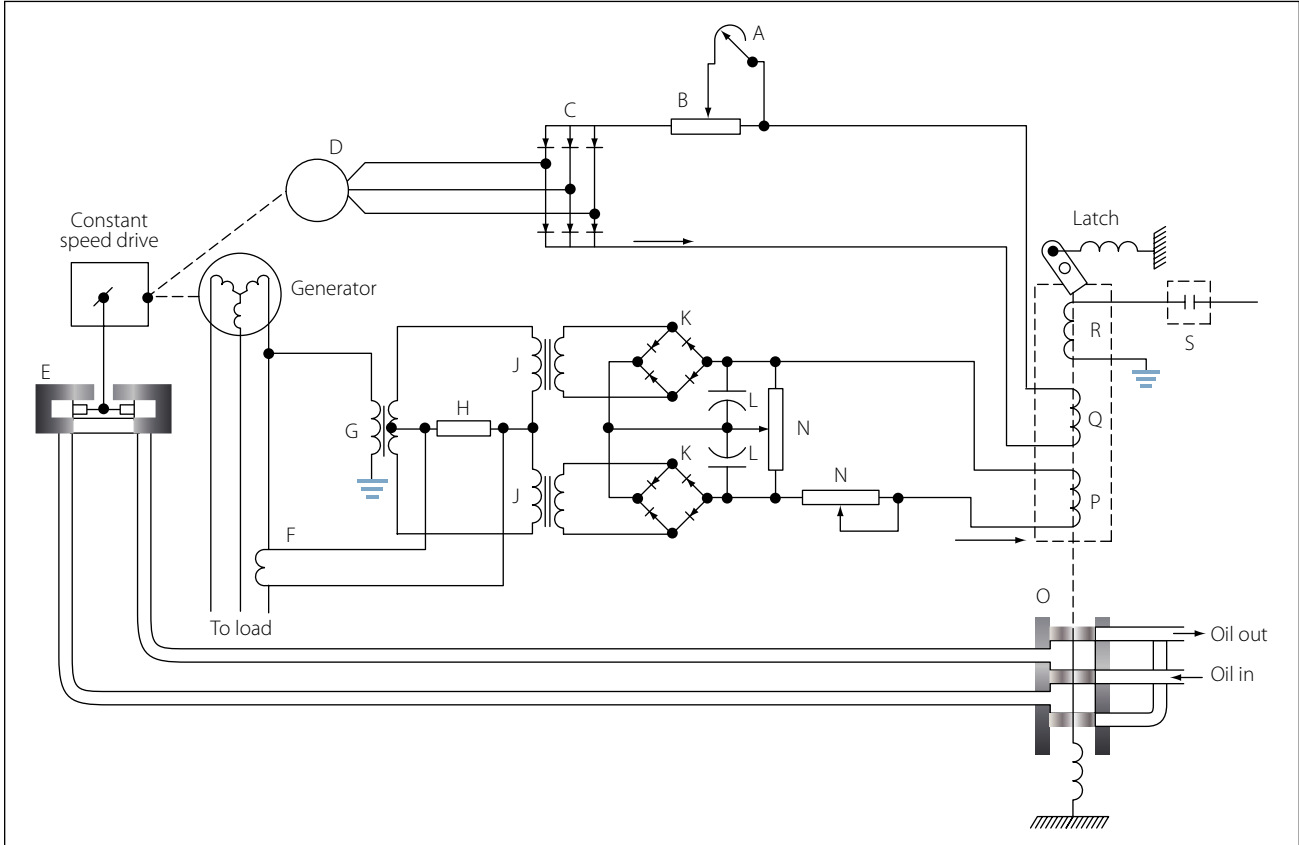 A
B
C
D
Constant
speed drive
Latch
Generator
R
S
E
K
J
L
H
G
Q
N
K
L
N
J
P
F
O
To load
Oil out
Oil in